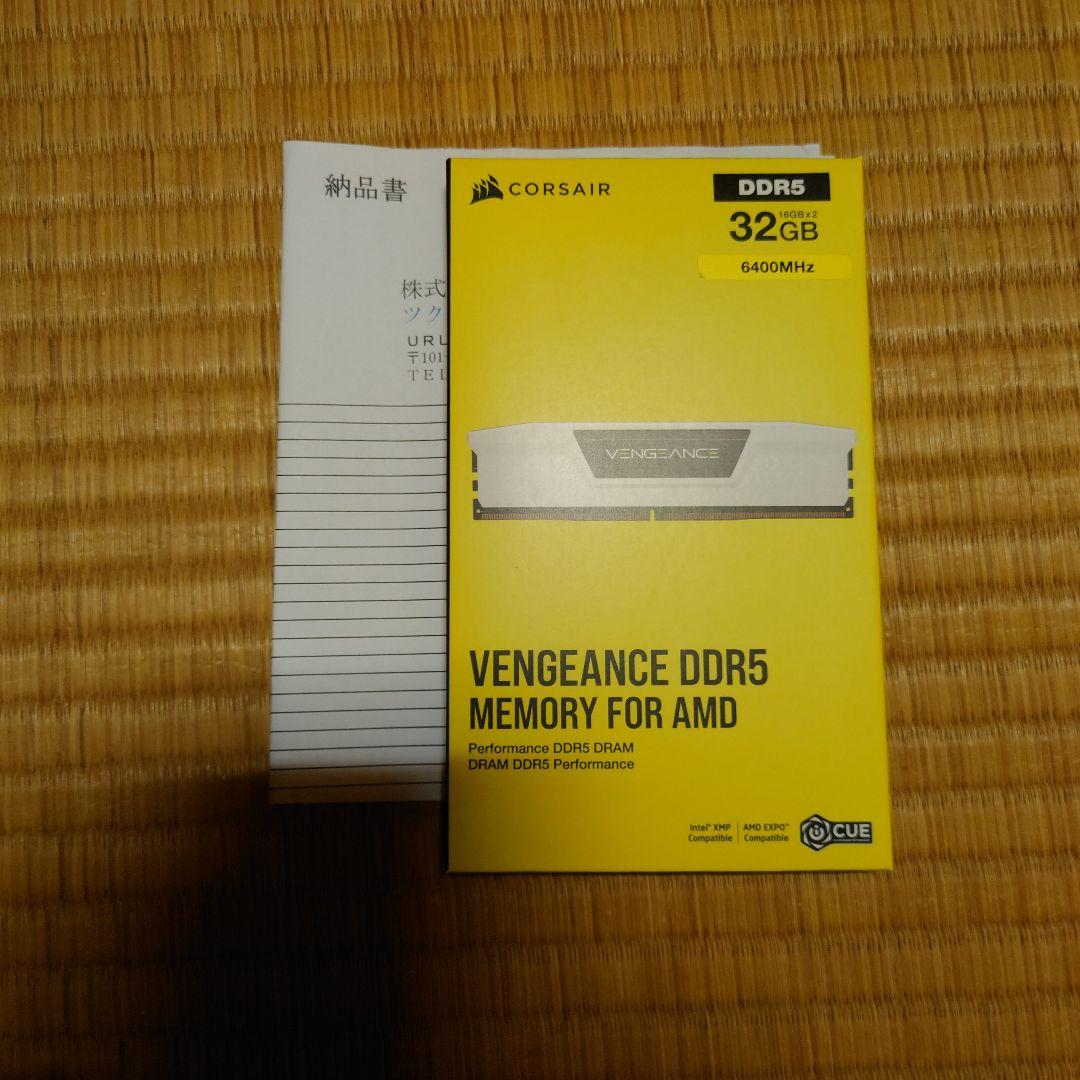 納品書
株式
ツク
URL
〒101-
TEL
CORSAIR
DDR5
16GBx2
32GB
6400MHz
VENGEANCE
VENGEANCE DDR5
MEMORY FOR AMD
Performance DDR5 DRAM
DRAM DDR5 Performance
Intel® XMP
Compatible
AMD EXPO™
Compatible
CUE